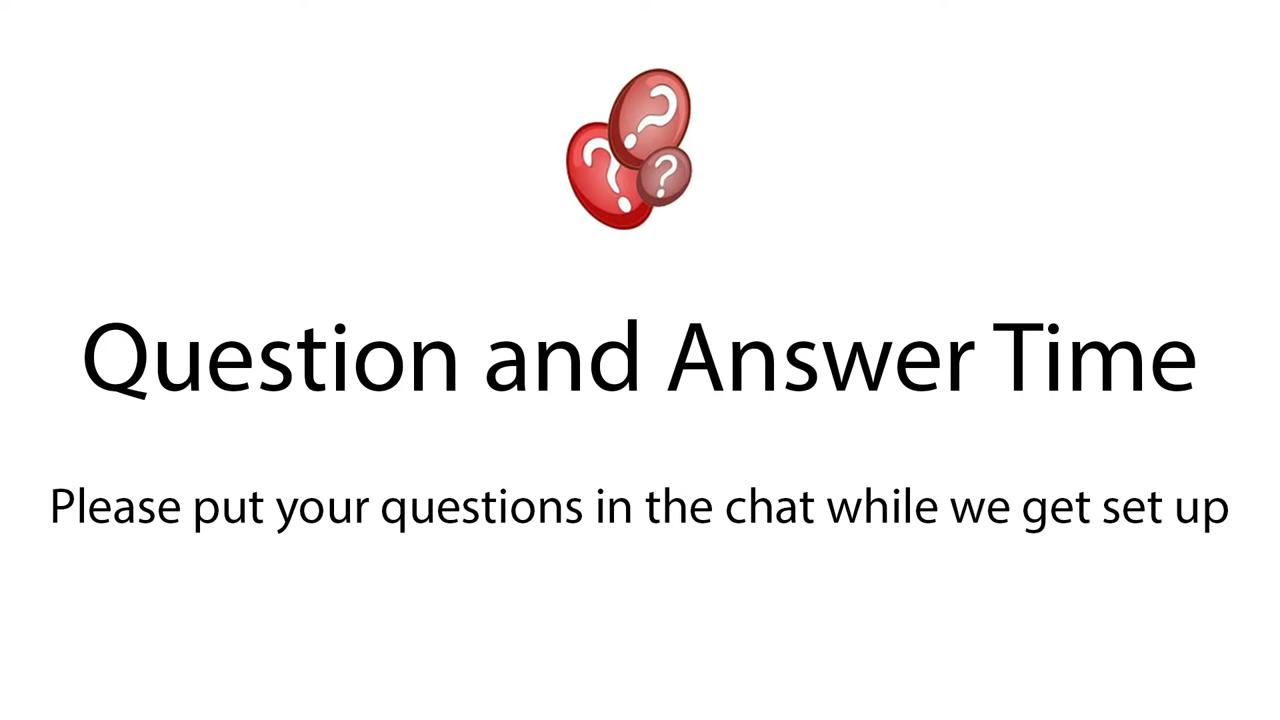 ? ? ?
Question and Answer Time
Please put your questions in the chat while we get set up